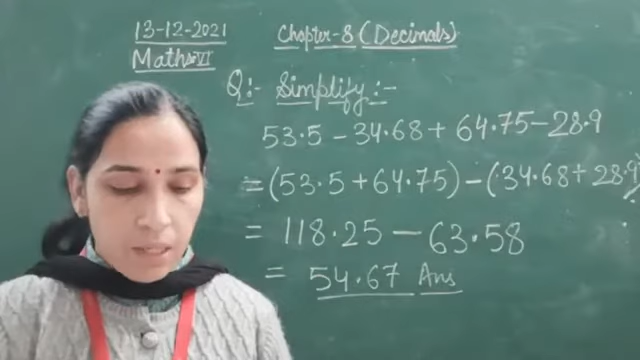 13-12-2021
Maths-VI
Chapter-8 (Decimals)
Q:- Simplify:-
53.5 - 34.68 + 64.75 - 28.9
= (53.5 + 64.75) - (34.68 + 28.9)
= 118.25 - 63.58
= 54.67 Ans